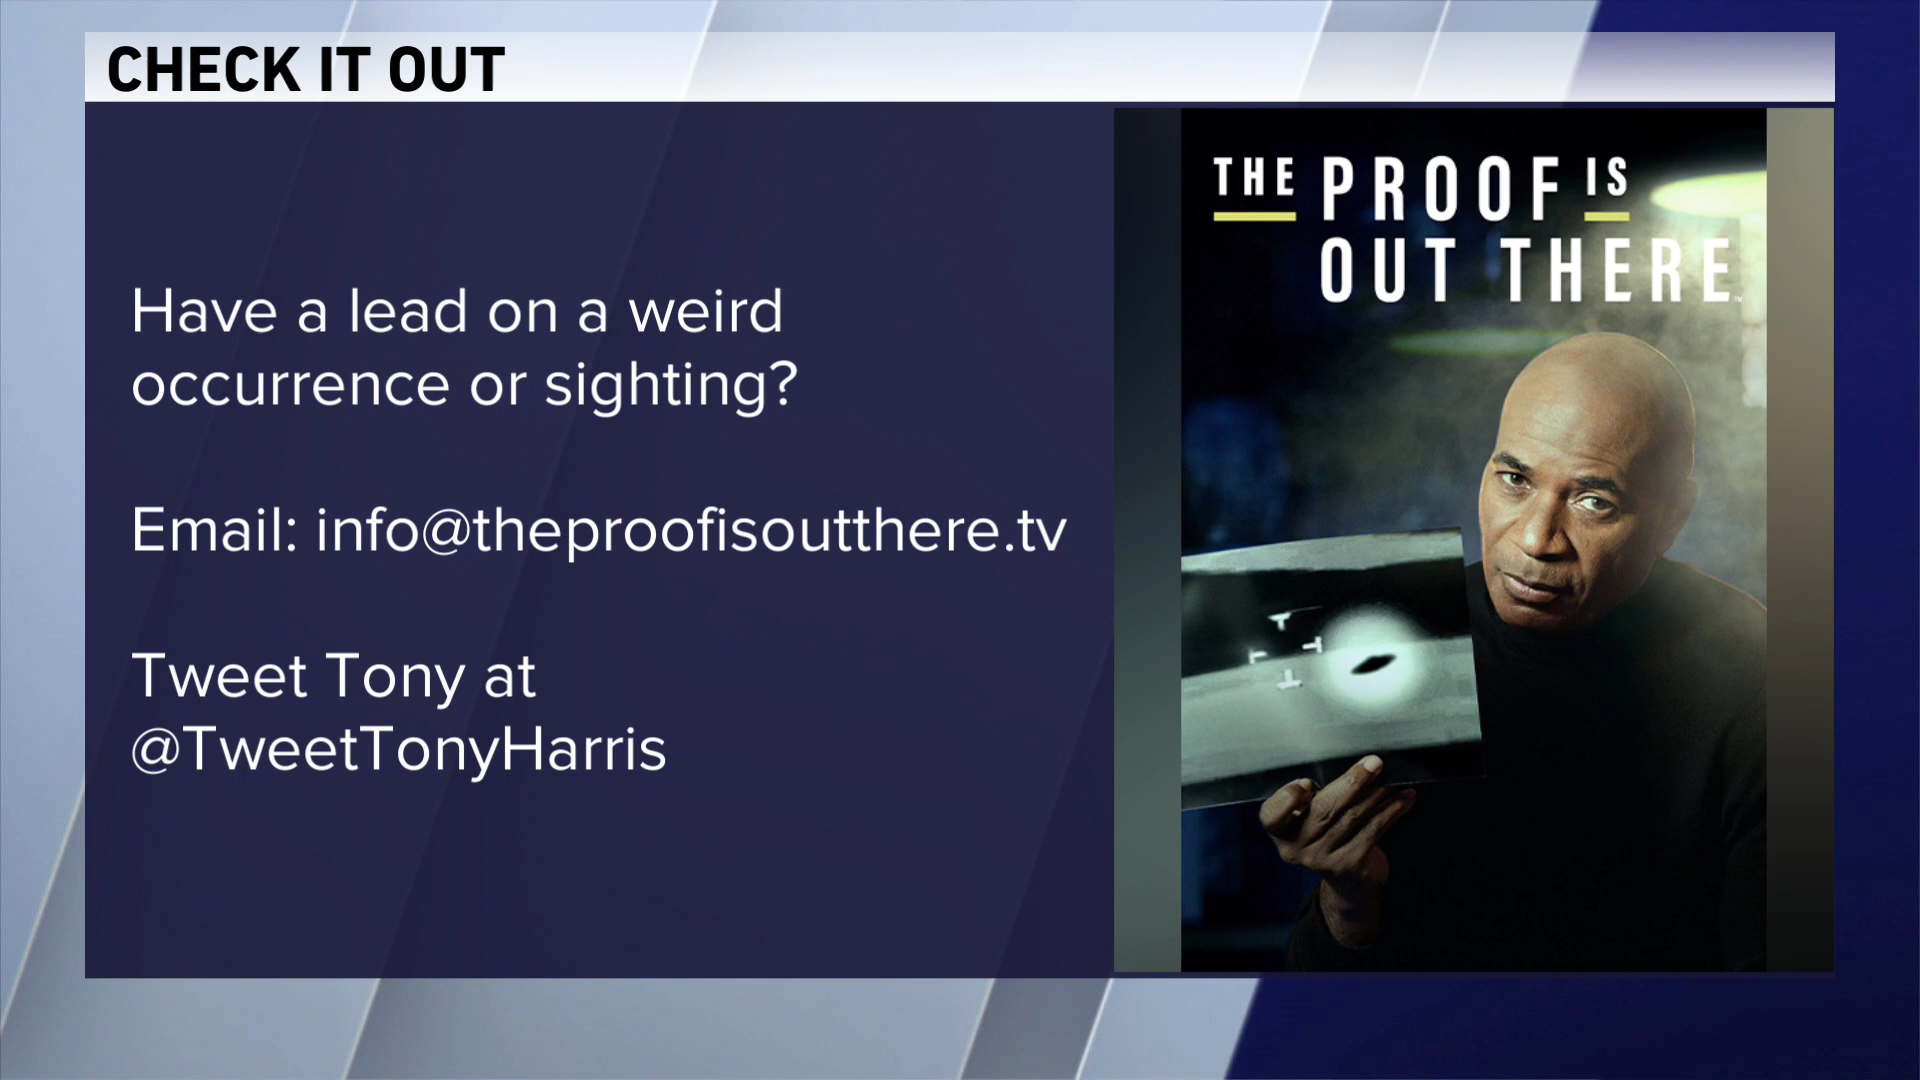 CHECK IT OUT
Have a lead on a weird
occurrence or sighting?
Email: info@theproofisoutthere.tv
Tweet Tony at
@TweetTonyHarris
THE PROOF IS
OUT THERE